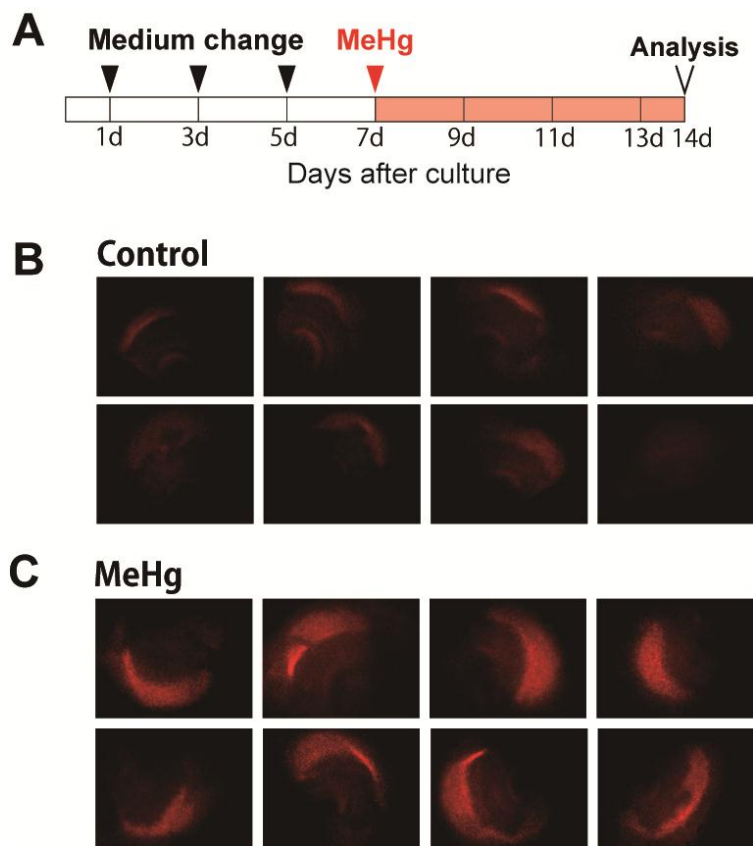 A
Medium change MeHg Analysis
1d 3d 5d 7d 9d 11d 13d 14d
Days after culture
B Control
C MeHg